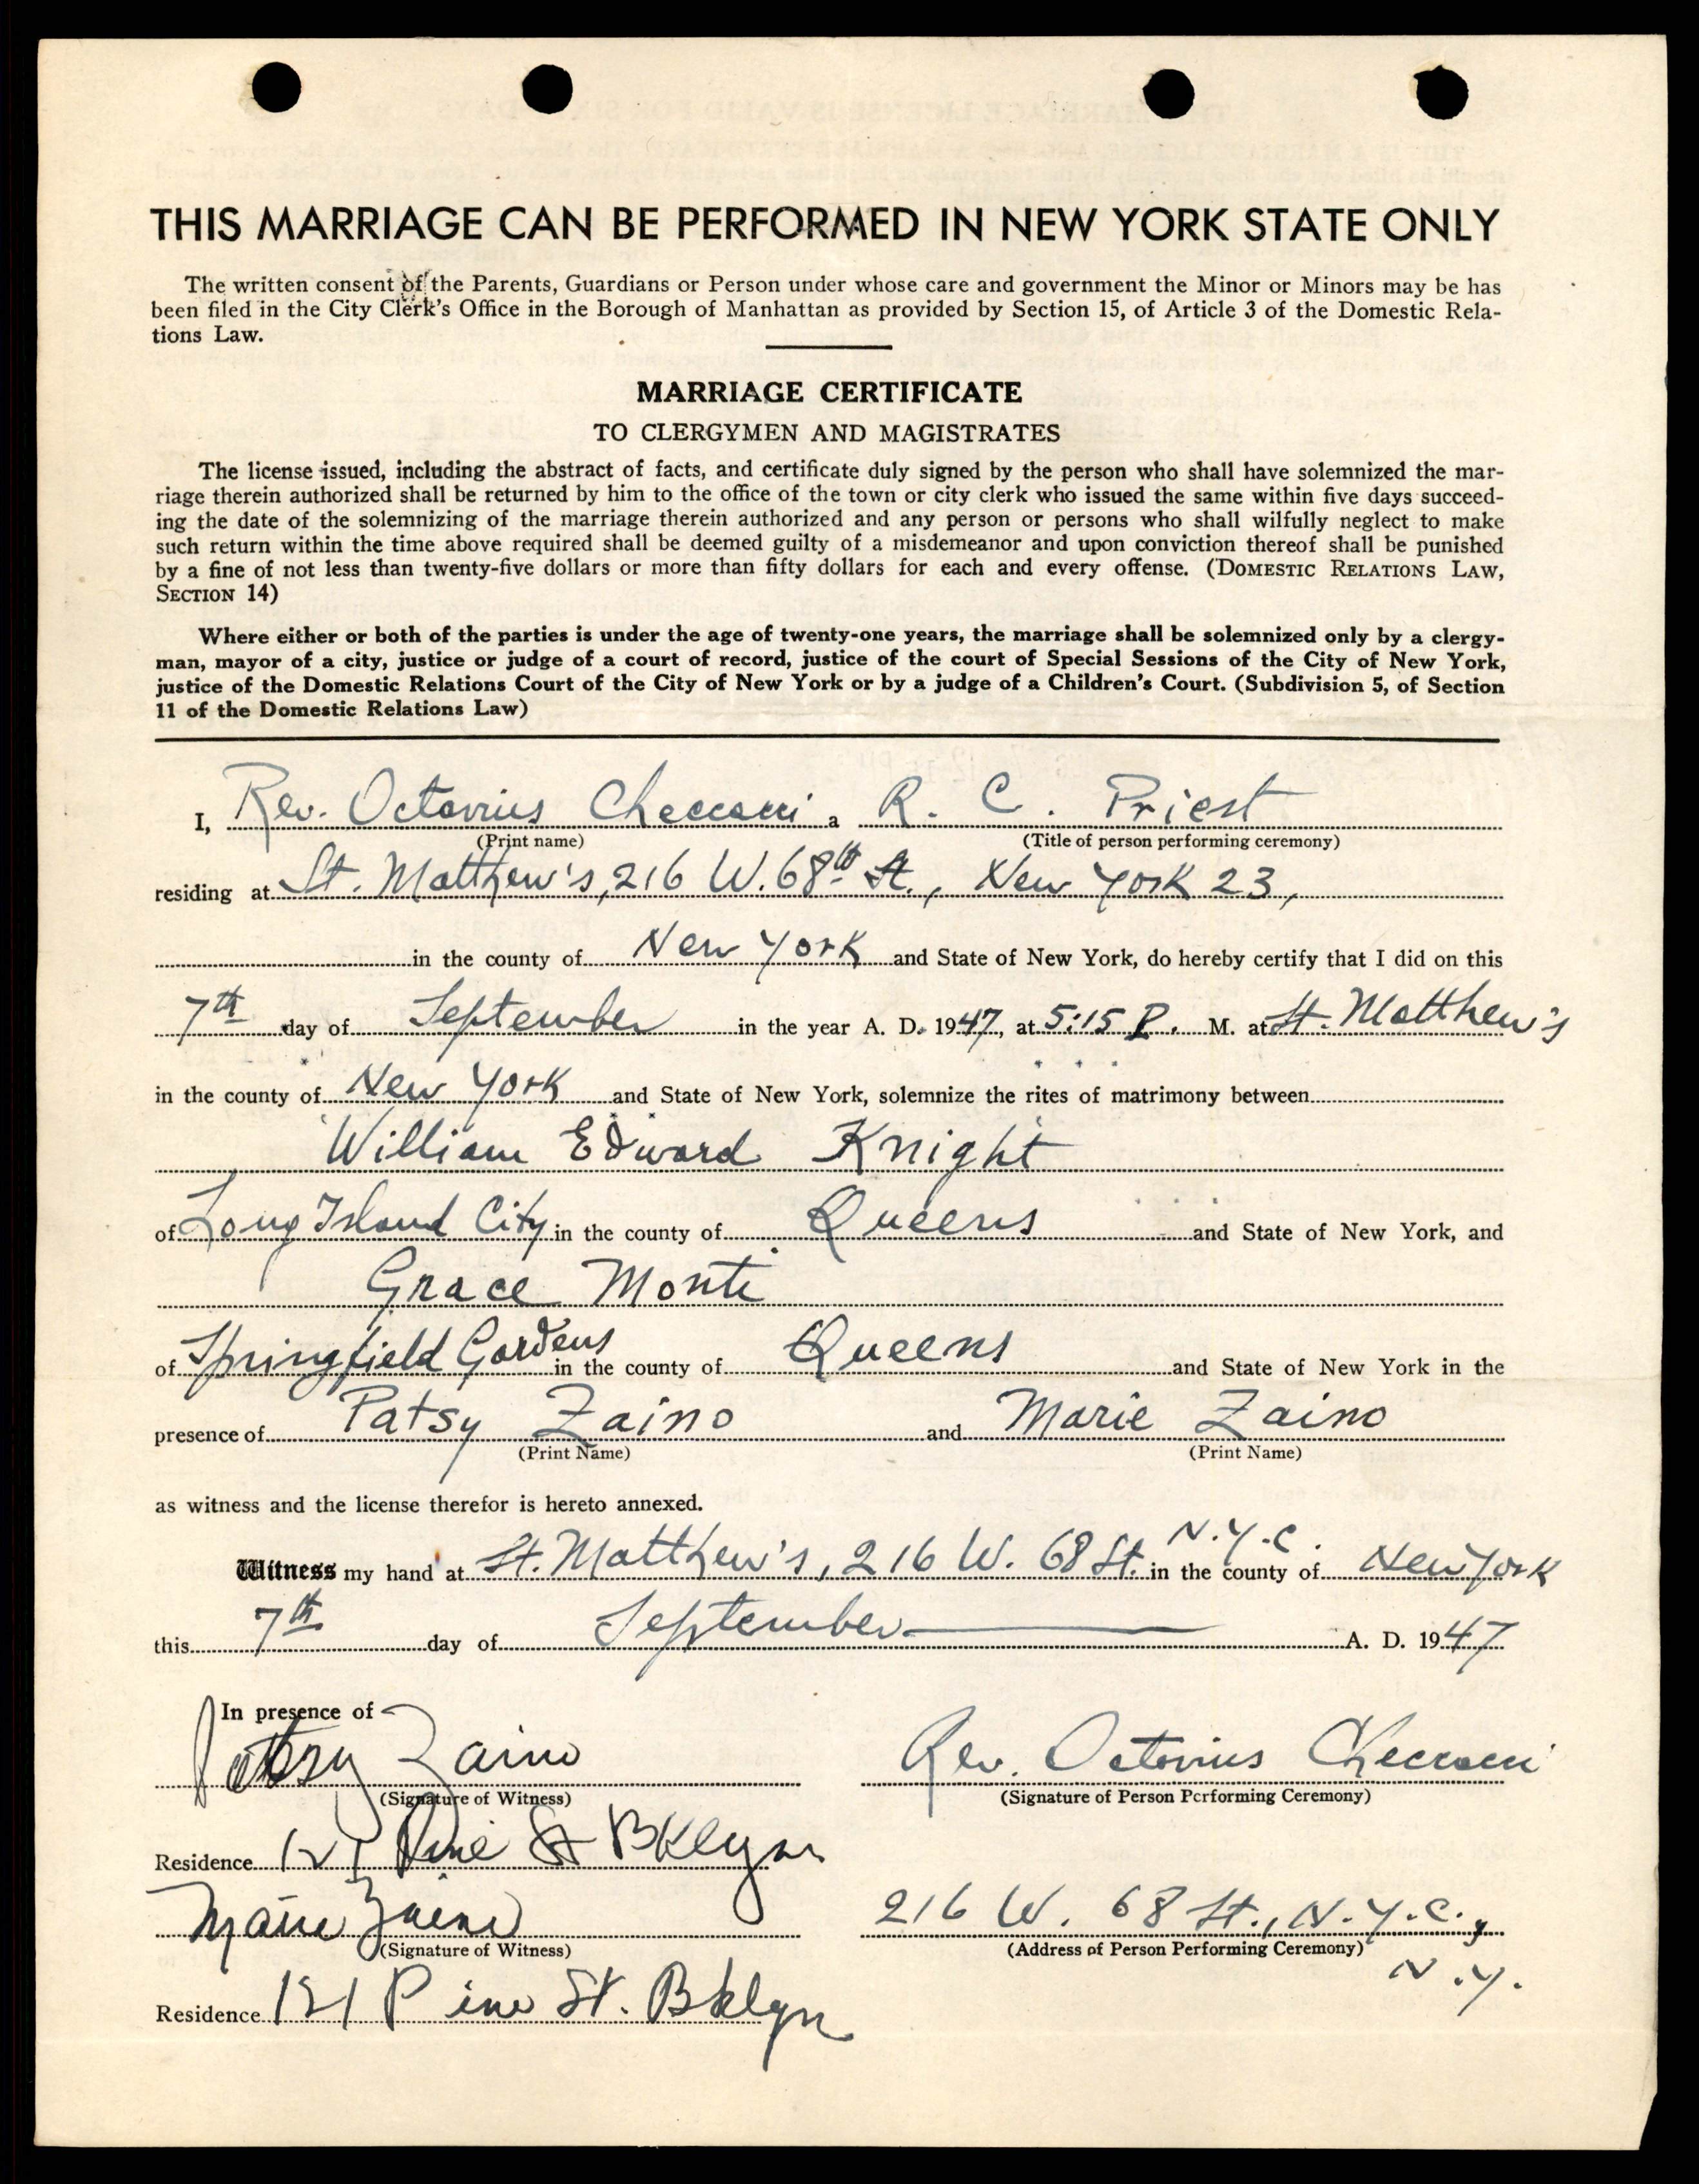 THIS MARRIAGE CAN BE PERFORMED IN NEW YORK STATE ONLY
The written consent of the Parents, Guardians or Person under whose care and government the Minor or Minors may be has
been filed in the City Clerk's Office in the Borough of Manhattan as provided by Section 15, of Article 3 of the Domestic Rela-
tions Law.
MARRIAGE CERTIFICATE
TO CLERGYMEN AND MAGISTRATES
The license issued, including the abstract of facts, and certificate duly signed by the person who shall have solemnized the mar-
riage therein authorized shall be returned by him to the office of the town or city clerk who issued the same within five days succeed-
ing the date of the solemnizing of the marriage therein authorized and any person or persons who shall wilfully neglect to make
such return within the time above required shall be deemed guilty of a misdemeanor and upon conviction thereof shall be punished
by a fine of not less than twenty-five dollars or more than fifty dollars for each and every offense. (DOMESTIC RELATIONS LAW,
SECTION 14)
Where either or both of the parties is under the age of twenty-one years, the marriage shall be solemnized only by a clergy-
man, mayor of a city, justice or judge of a court of record, justice of the court of Special Sessions of the City of New York,
justice of the Domestic Relations Court of the City of New York or by a judge of a Children's Court. (Subdivision 5, of Section
11 of the Domestic Relations Law)
I, Rev. Octavius a R. C. Priest
(Print name) (Title of person performing ceremony)
residing at St. Matthew's, 216 W. 68th St., New York 23,
in the county of New York and State of New York, do hereby certify that I did on this
7th day of September in the year A. D. 1947, at 5:15 P. M. at St. Matthew's
in the county of New York and State of New York, solemnize the rites of matrimony between
William Edward Knight
of Long Island City in the county of Queens and State of New York, and
Grace Monti
of Springfield Gardens in the county of Queens and State of New York in the
presence of Patsy Zaino and Marie Zaino
(Print Name) (Print Name)
as witness and the license therefor is hereto annexed.
Witness my hand at St. Matthew's, 216 W. 68 St. N.Y.C. in the county of New York
this 7th day of September A. D. 1947
In presence of
Patsy Zaino Rev. Octavius
(Signature of Witness) (Signature of Person Performing Ceremony)
Residence 121 Pine St Bklyn
Marie Zaino 216 W. 68 St., N.Y.C.,
(Signature of Witness) (Address of Person Performing Ceremony)
N.Y.
Residence 121 Pine St. Bklyn